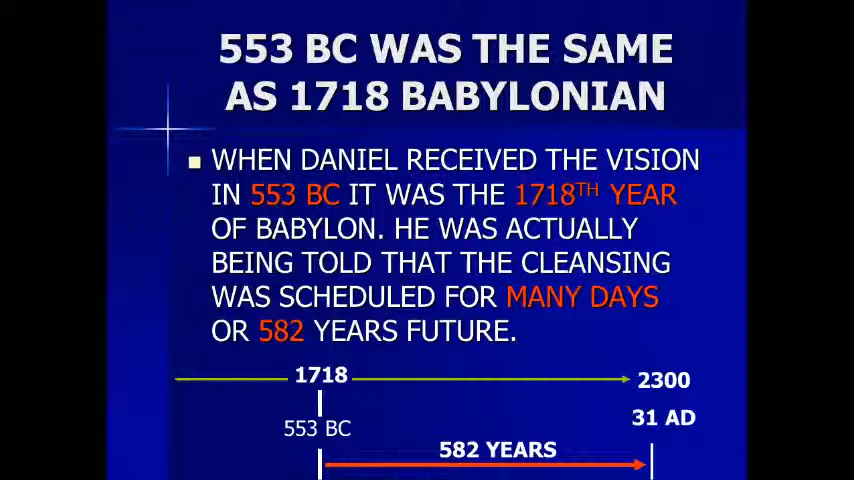 553 BC WAS THE SAME
AS 1718 BABYLONIAN
WHEN DANIEL RECEIVED THE VISION
IN 553 BC IT WAS THE 1718TH YEAR
OF BABYLON. HE WAS ACTUALLY
BEING TOLD THAT THE CLEANSING
WAS SCHEDULED FOR MANY DAYS
OR 582 YEARS FUTURE.
1718
2300
553 BC
31 AD
582 YEARS